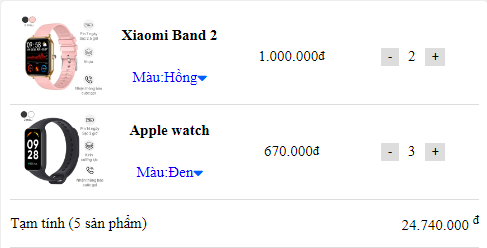 Xiaomi Band 2
Màu:Hồng
1.000.000đ
- 2 +
Apple watch
Màu:Đen
670.000đ
- 3 +
Tạm tính (5 sản phẩm)
24.740.000 đ